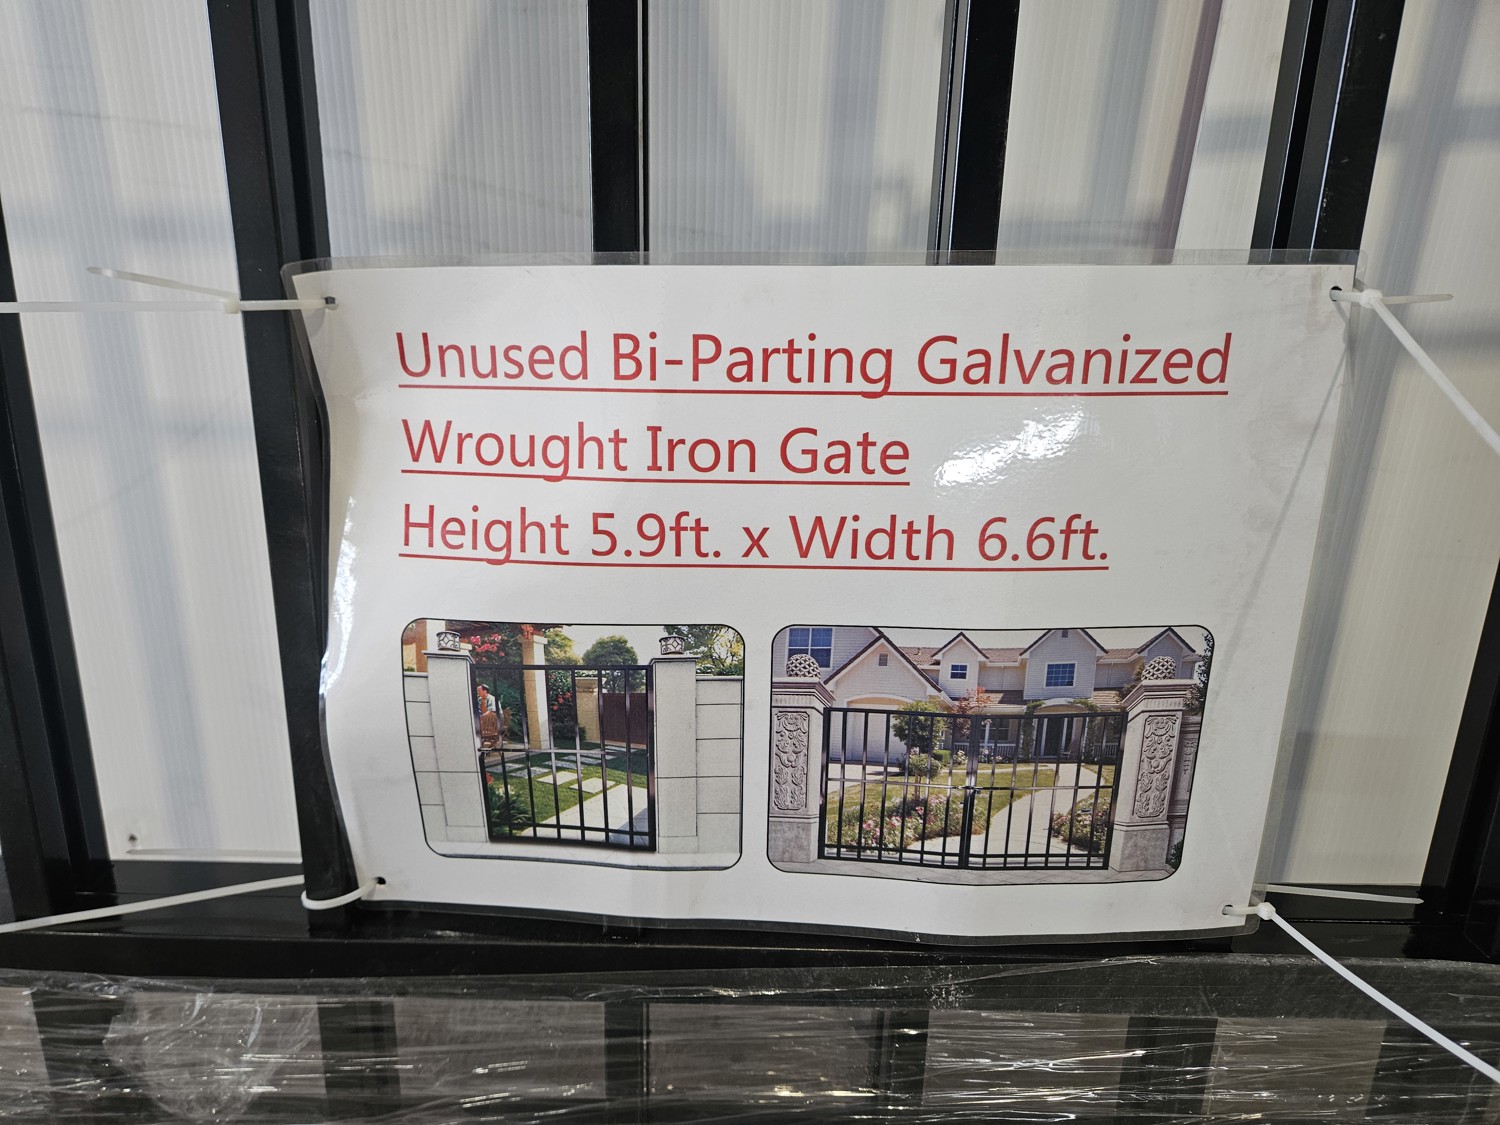 Unused Bi-Parting Galvanized
Wrought Iron Gate
Height 5.9ft. x Width 6.6ft.